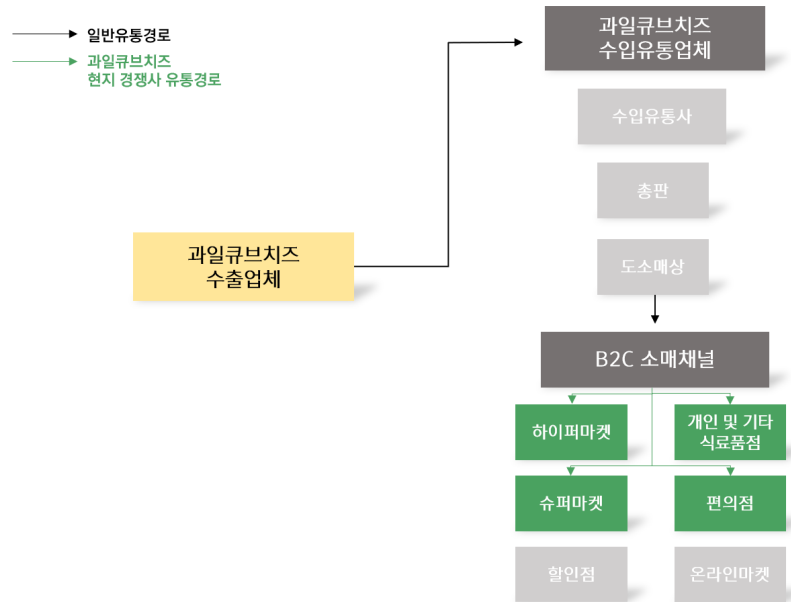 일반유통경로
과일큐브치즈
현지 경쟁사 유통경로
과일큐브치즈
수입유통업체
수입유통사
총판
과일큐브치즈
수출업체
도소매상
B2C 소매채널
하이퍼마켓
개인 및 기타
식료품점
슈퍼마켓
편의점
할인점
온라인마켓